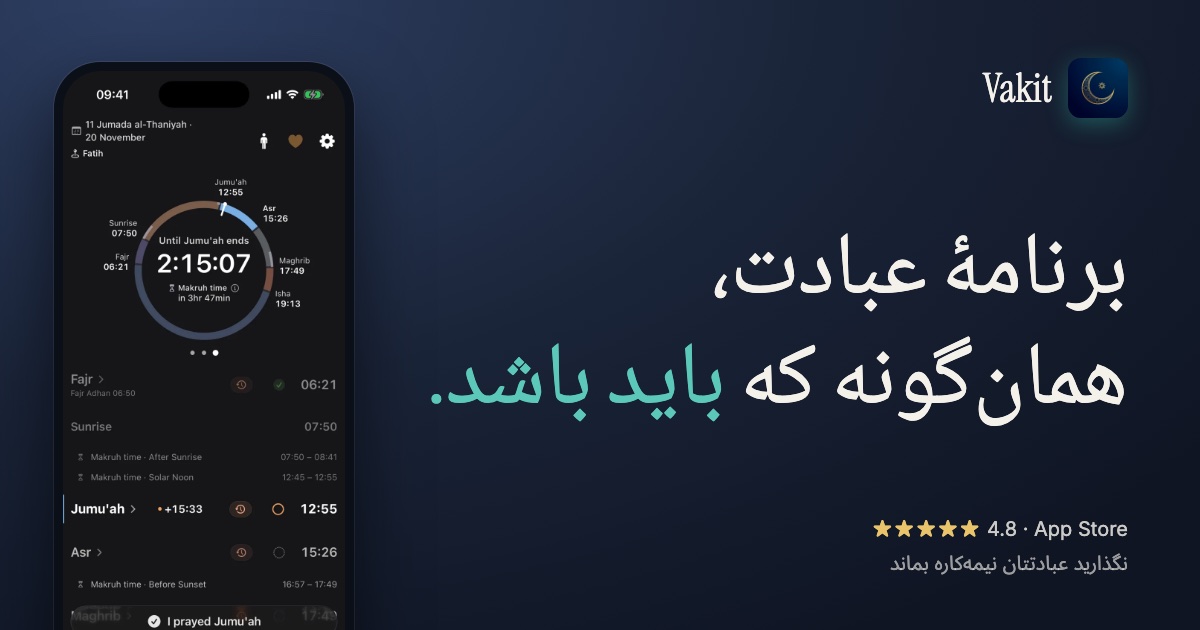 09:41
11 Jumada al-Thaniyah ·
20 November
Fatih
Jumu'ah
12:55
Asr
15:26
Sunrise
07:50
Until Jumu'ah ends
2:15:07
Fajr
06:21
Maghrib
17:49
Makruh time
in 3hr 47min
Isha
19:13
Fajr 06:21
Fajr Adhan 06:50
Sunrise 07:50
Makruh time · After Sunrise 07:50 – 08:41
Makruh time · Solar Noon 12:45 – 12:55
Jumu'ah +15:33 12:55
Asr 15:26
Makruh time · Before Sunset 16:57 – 17:49
Maghrib 17:49
I prayed Jumu'ah
Vakit
برنامهٔ عبادت،
همان‌گونه که باید باشد.
4.8 · App Store
نگذارید عبادتتان نیمه‌کاره بماند